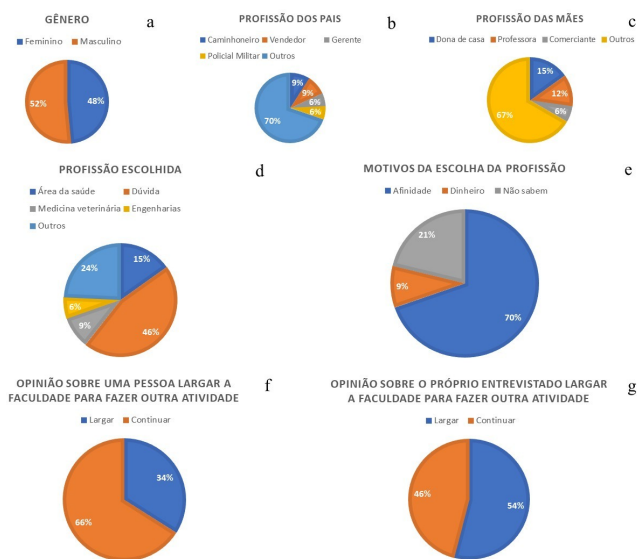 GÊNERO
a
Feminino Masculino
52%
48%
PROFISSÃO DOS PAIS
b
Caminhoneiro Vendedor Gerente
Policial Militar Outros
9%
9%
6%
6%
70%
PROFISSÃO DAS MÃES
c
Dona de casa Professora Comerciante Outros
15%
12%
6%
67%
PROFISSÃO ESCOLHIDA
d
Área da saúde Dúvida
Medicina veterinária Engenharias
Outros
24%
15%
6%
9%
46%
MOTIVOS DA ESCOLHA DA PROFISSÃO
e
Afinidade Dinheiro Não sabem
21%
9%
70%
OPINIÃO SOBRE UMA PESSOA LARGAR A
FACULDADE PARA FAZER OUTRA ATIVIDADE
f
Largar Continuar
34%
66%
OPINIÃO SOBRE O PRÓPRIO ENTREVISTADO LARGAR
A FACULDADE PARA FAZER OUTRA ATIVIDADE
g
Largar Continuar
46%
54%